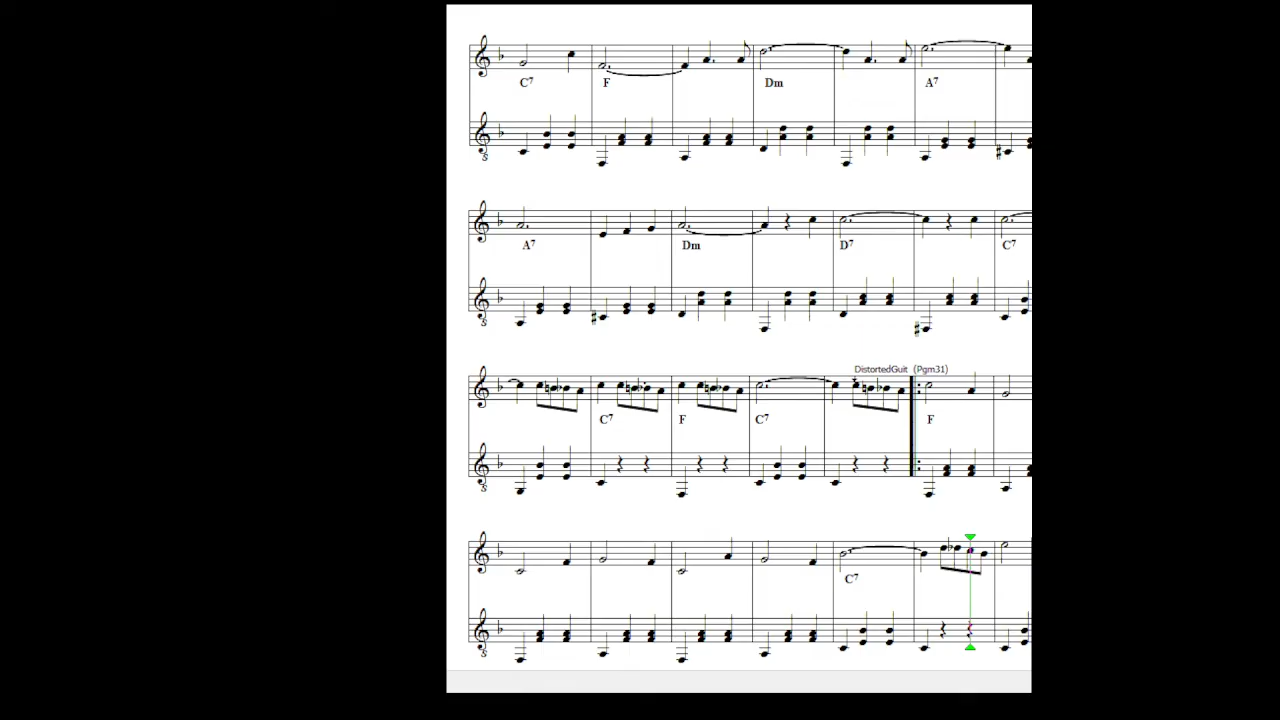 C7 F Dm A7
A7 Dm D7 C7
DistortedGuit (Pgm31)
C7 F C7 F
C7